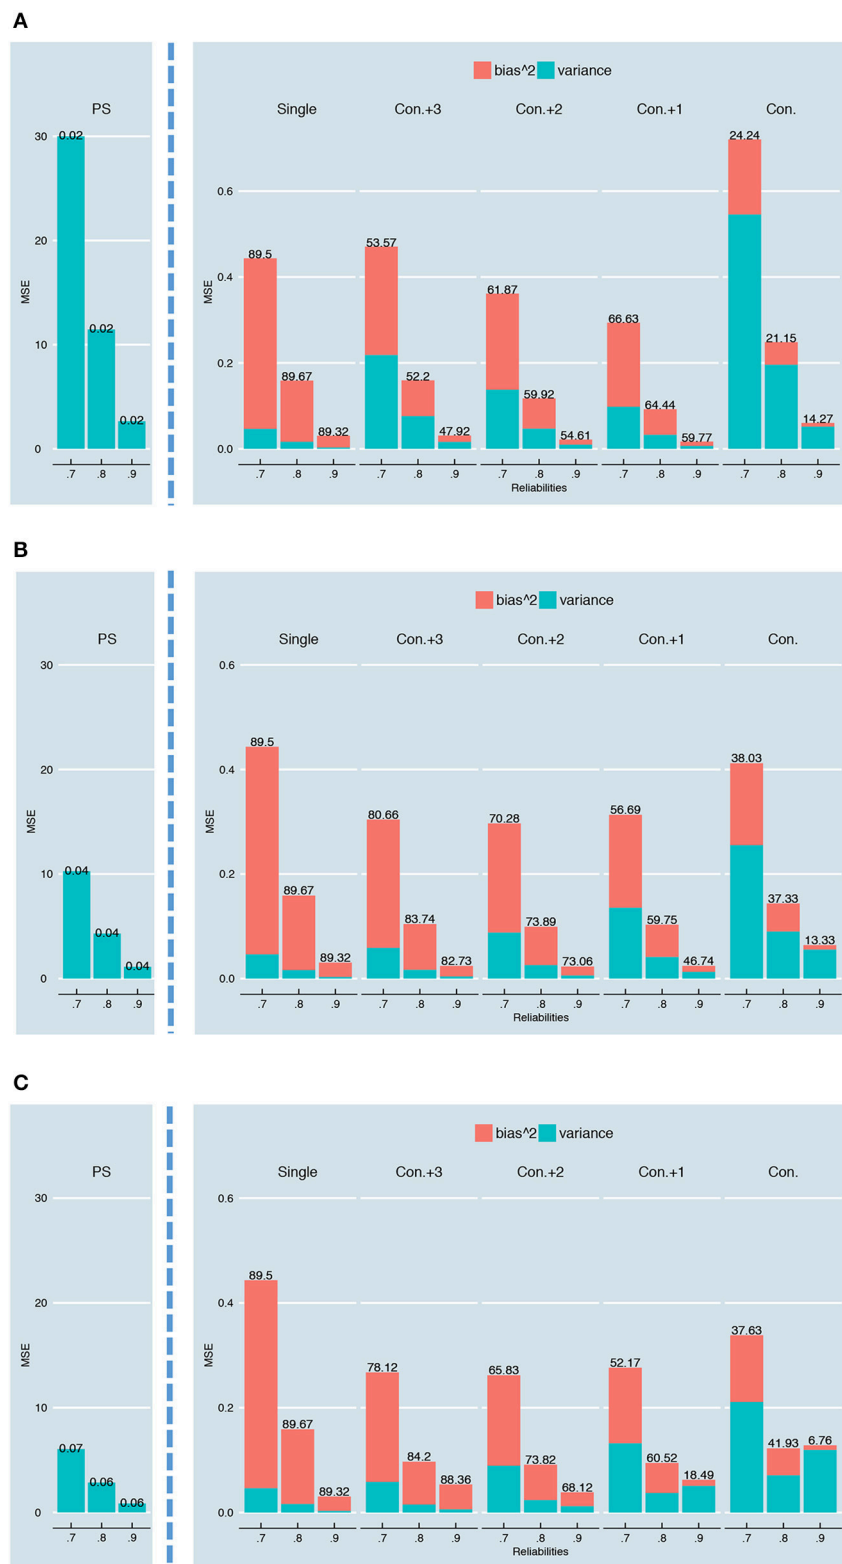 A
bias^2 variance
PS Single Con.+3 Con.+2 Con.+1 Con.
30 0.02 24.24
0.6
20 89.5 53.57
MSE MSE 0.4 61.87
0.02 66.63 21.15
10 0.2 89.67 52.2 59.92 64.44
0.02 89.32 47.92 54.61 59.77 14.27
0 0.0
.7 .8 .9 .7 .8 .9 .7 .8 .9 .7 .8 .9 .7 .8 .9 .7 .8 .9
Reliabilities
B
bias^2 variance
PS Single Con.+3 Con.+2 Con.+1 Con.
30 0.6
20 0.4 89.5 38.03
MSE MSE 80.66 70.28 56.69
10 0.04 0.2
0.04 89.67 83.74 73.89 59.75 37.33
0.04 89.32 82.73 73.06 46.74 13.33
0 0.0
.7 .8 .9 .7 .8 .9 .7 .8 .9 .7 .8 .9 .7 .8 .9 .7 .8 .9
Reliabilities
C
bias^2 variance
PS Single Con.+3 Con.+2 Con.+1 Con.
30 0.6
20 0.4 89.5
MSE MSE 78.12 65.83 52.17 37.63
10 0.2
0.07 89.67 84.2 73.82 60.52 41.93 6.76
0.06 0.06 89.32 88.36 68.12 18.49
0 0.0
.7 .8 .9 .7 .8 .9 .7 .8 .9 .7 .8 .9 .7 .8 .9 .7 .8 .9
Reliabilities